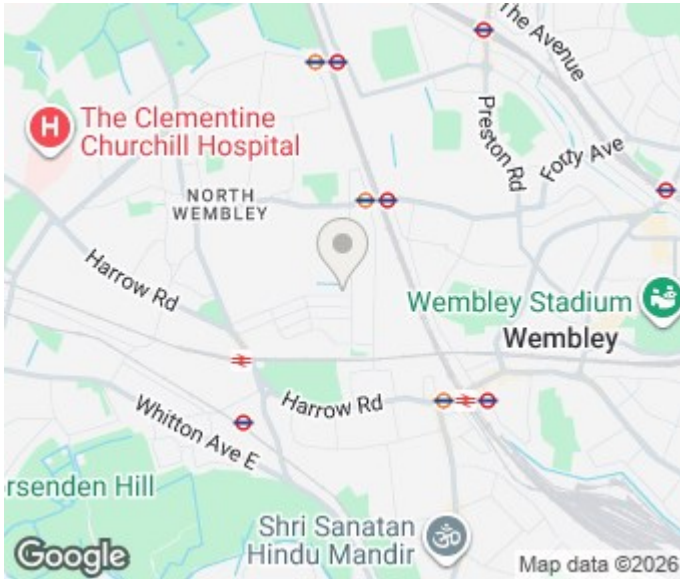 The Avenue
The Clementine
Churchill Hospital
Preston Rd
Forty Ave
NORTH
WEMBLEY
Harrow Rd
Wembley Stadium
Wembley
Harrow Rd
Whitton Ave E
rsenden Hill
Shri Sanatan
Hindu Mandir
Google
Map data ©2026
H